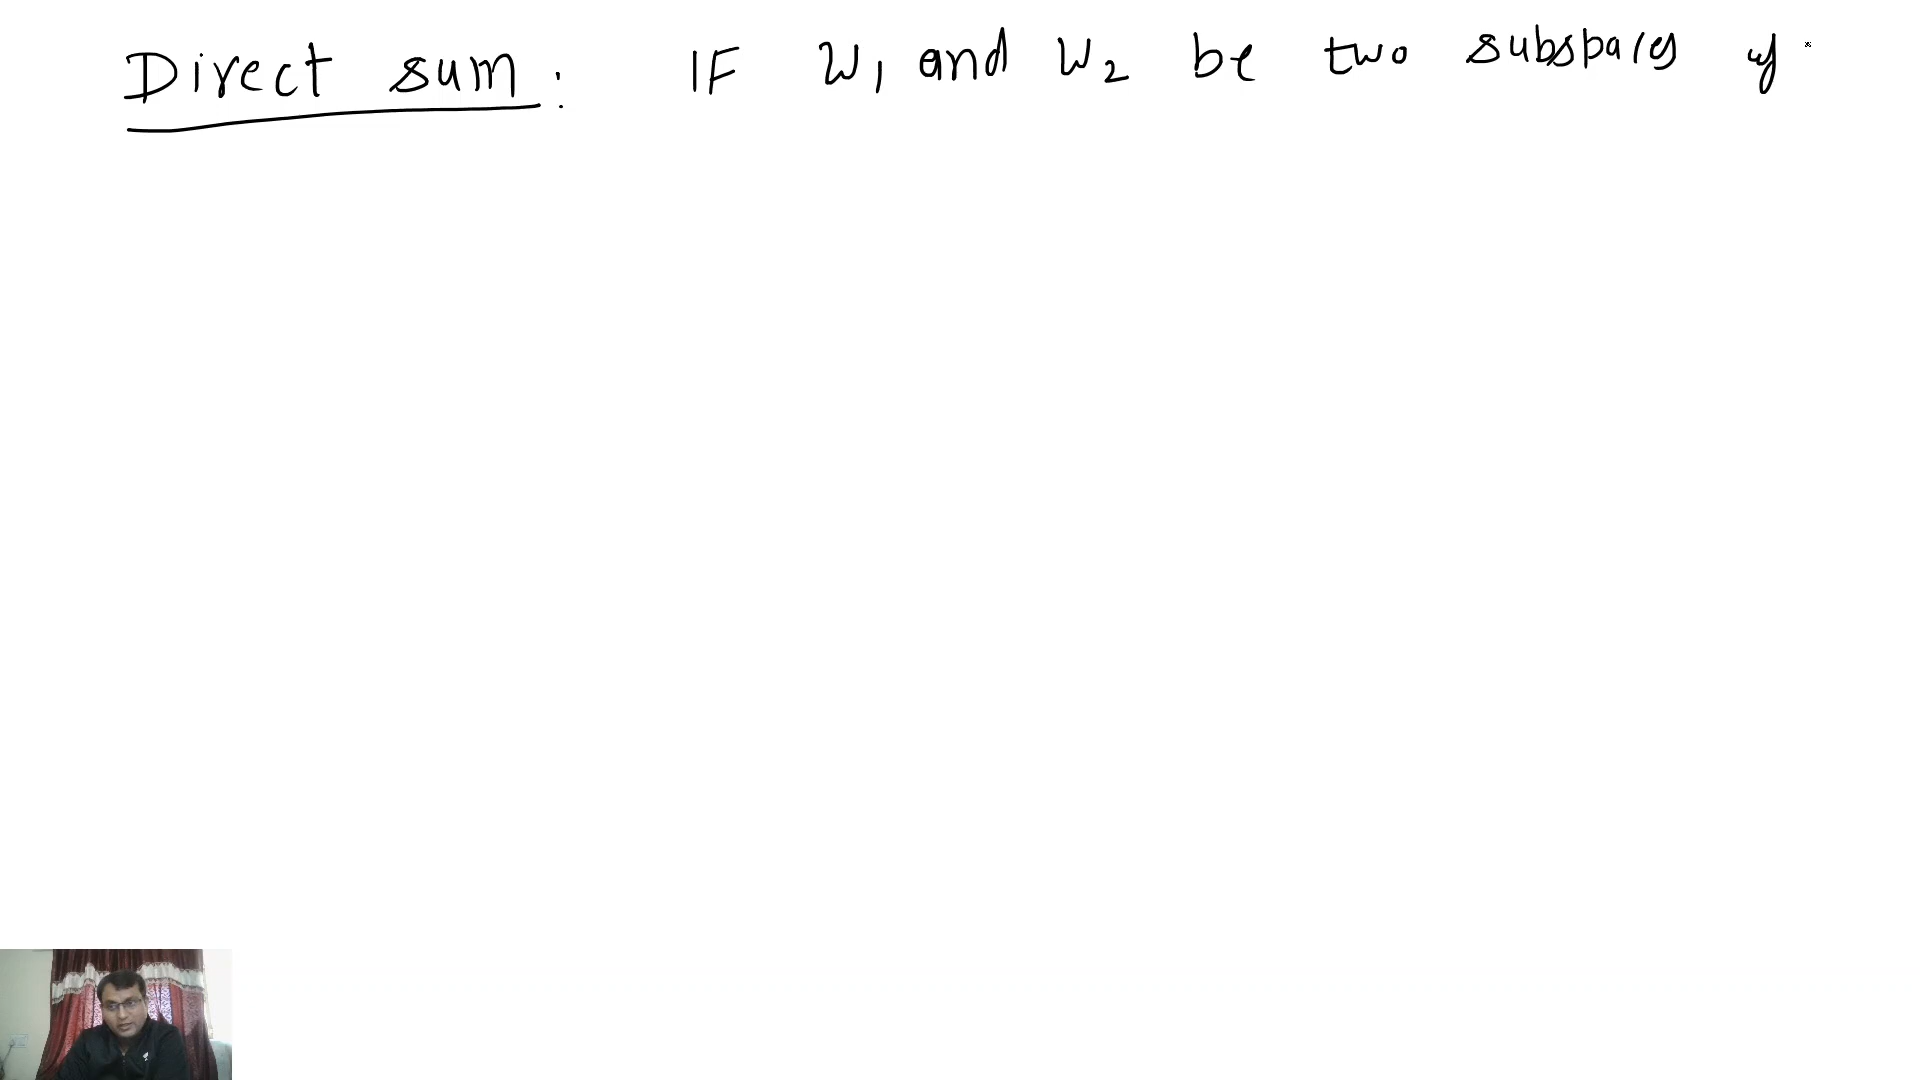 Direct sum : IF W₁ and W₂ be two subspaces of